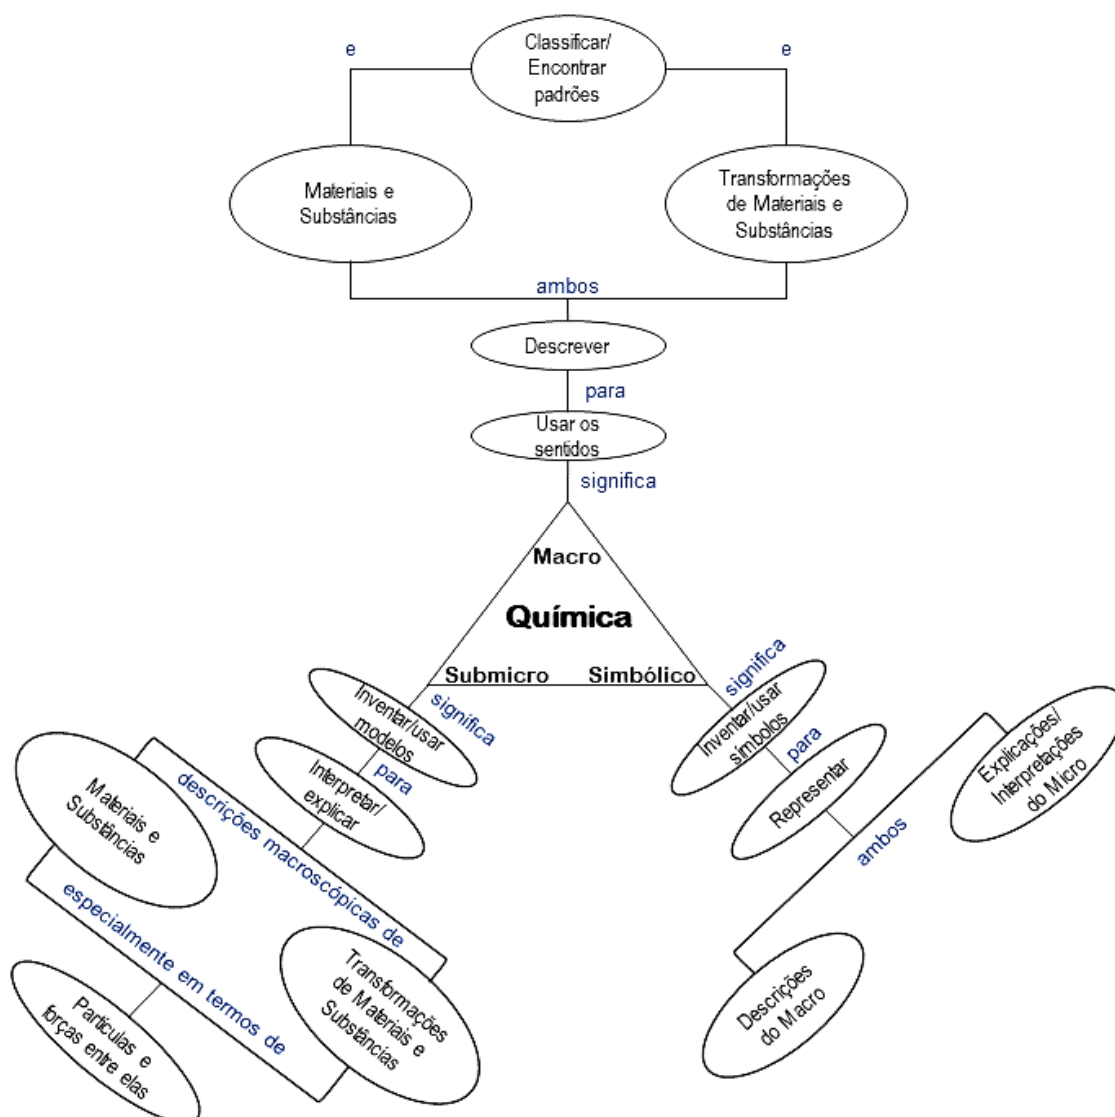 e
Classificar/
Encontrar
padrões
e
Materiais e
Substâncias
Transformações
de Materiais e
Substâncias
ambos
Descrever
para
Usar os
sentidos
significa
Macro
Química
Submicro
Simbólico
significa
Inventar/usar
modelos
para
Interpretar/
explicar
descrições macroscópicas de
Materiais e
Substâncias
Transformações
de Materiais e
Substâncias
especialmente em termos de
Partículas e
forças entre elas
significa
Inventar/usar
símbolos
para
Representar
ambos
Explicações/
Interpretações
do Micro
Descrições
do Macro